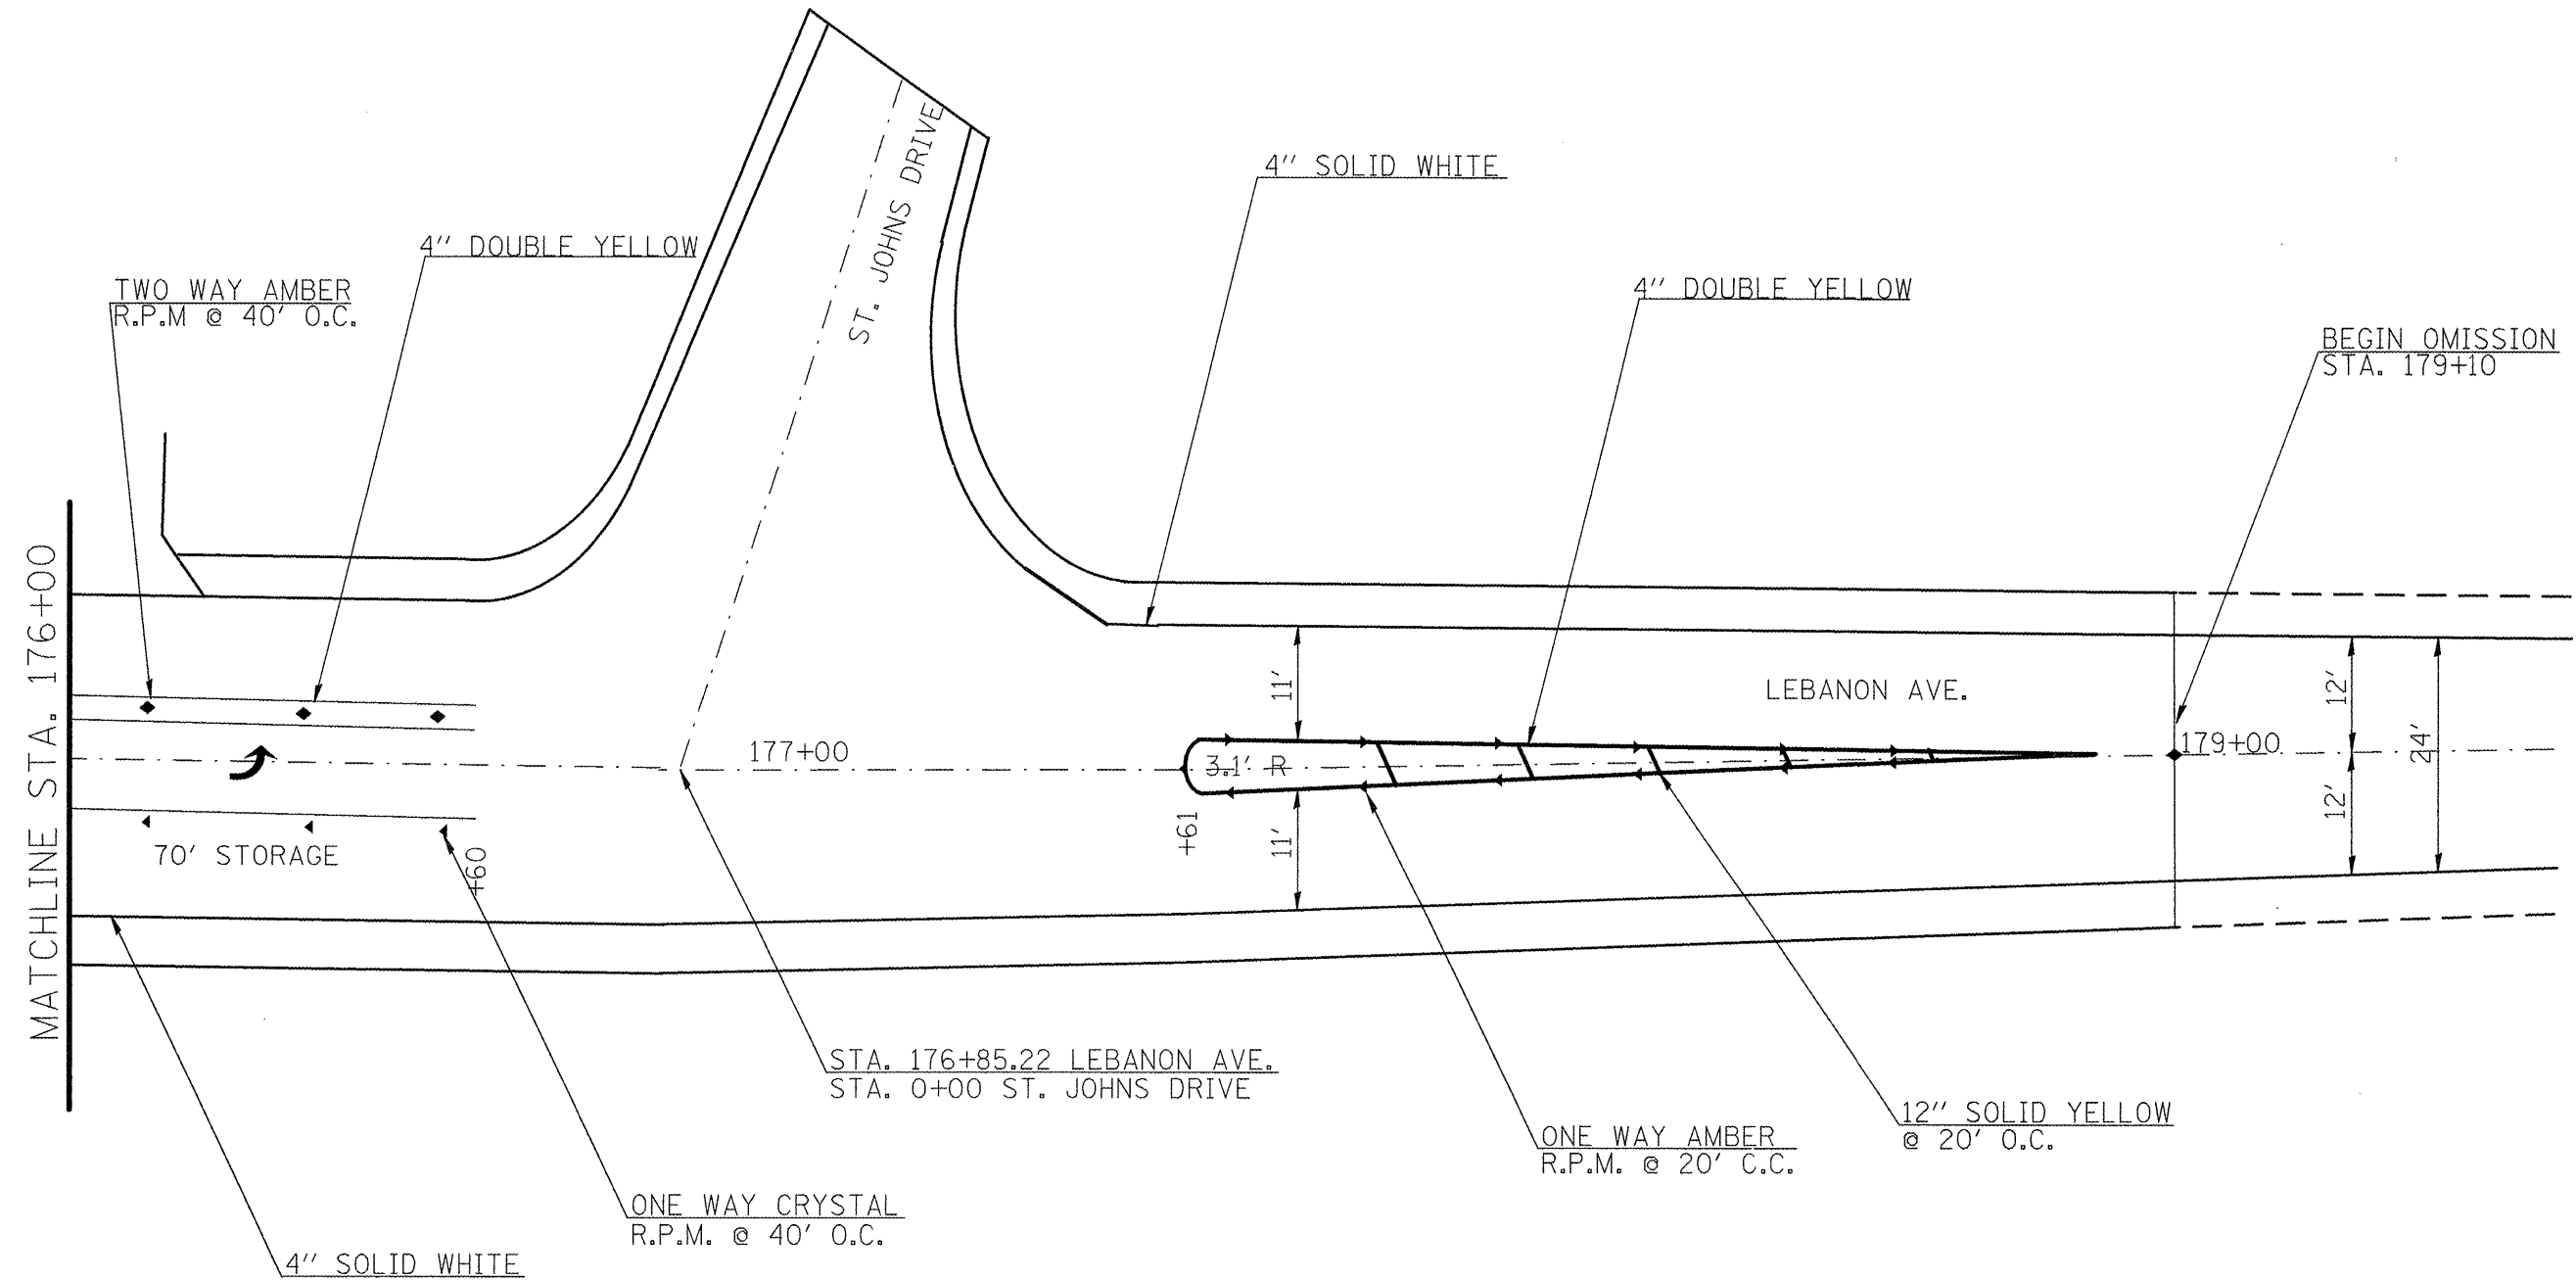 ST. JOHNS DRIVE
4" SOLID WHITE
4" DOUBLE YELLOW
TWO WAY AMBER
R.P.M @ 40' O.C.
4" DOUBLE YELLOW
BEGIN OMISSION
STA. 179+10
MATCHLINE STA. 176+00
11'
LEBANON AVE.
12'
24'
177+00
3.1' R
179+00
+61
11'
12'
70' STORAGE
+60
STA. 176+85.22 LEBANON AVE.
STA. 0+00 ST. JOHNS DRIVE
12" SOLID YELLOW
@ 20' O.C.
ONE WAY AMBER
R.P.M. @ 20' C.C.
ONE WAY CRYSTAL
R.P.M. @ 40' O.C.
4" SOLID WHITE